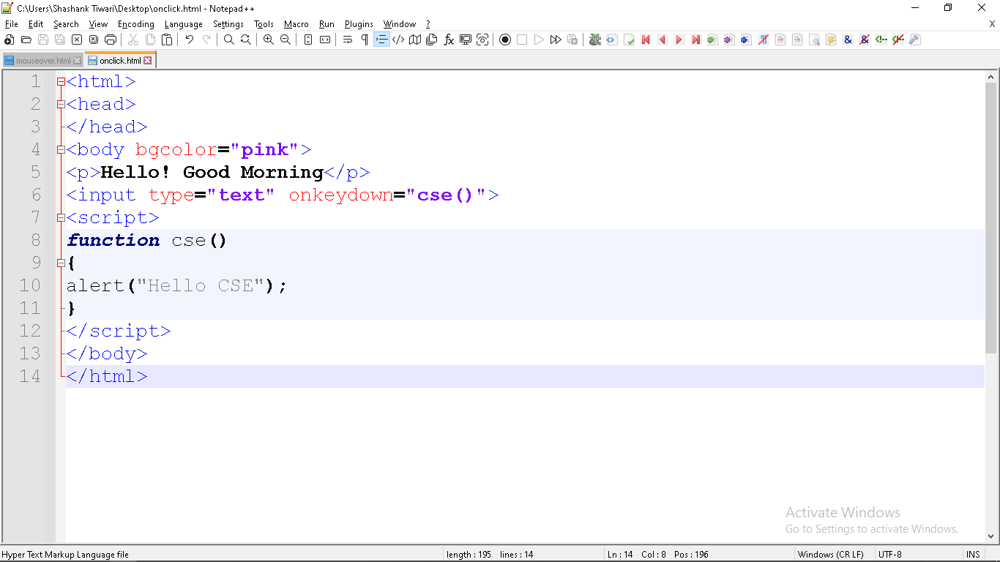 C:\Users\Shashank Tiwari\Desktop\onclick.html - Notepad++
File Edit Search View Encoding Language Settings Tools Macro Run Plugins Window ? X
mouseover.html onclick.html
1 <html>
2 <head>
3 </head>
4 <body bgcolor="pink">
5 <p>Hello! Good Morning</p>
6 <input type="text" onkeydown="cse()">
7 <script>
8 function cse()
9 {
10 alert("Hello CSE");
11 }
12 </script>
13 </body>
14 </html>
Activate Windows
Go to Settings to activate Windows.
Hyper Text Markup Language file length : 195 lines : 14 Ln : 14 Col : 8 Pos : 196 Windows (CR LF) UTF-8 INS